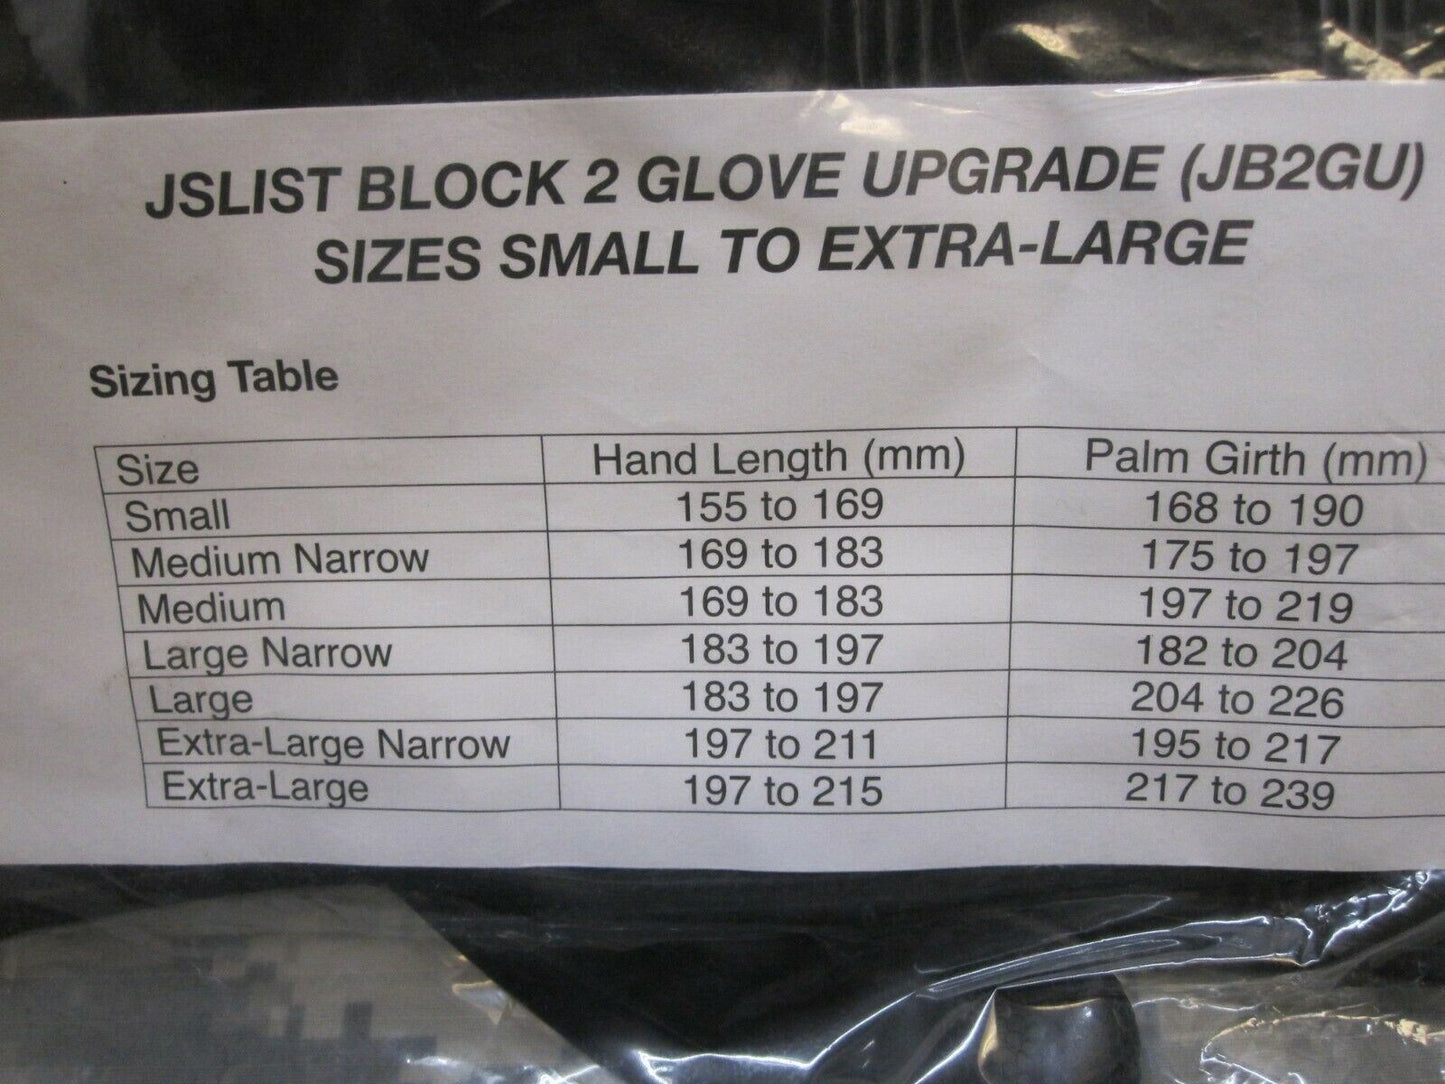 JSLIST BLOCK 2 GLOVE UPGRADE (JB2GU)
SIZES SMALL TO EXTRA-LARGE
Sizing Table
Size Hand Length (mm) Palm Girth (mm)
Small 155 to 169 168 to 190
Medium Narrow 169 to 183 175 to 197
Medium 169 to 183 197 to 219
Large Narrow 183 to 197 182 to 204
Large 183 to 197 204 to 226
Extra-Large Narrow 197 to 211 195 to 217
Extra-Large 197 to 215 217 to 239